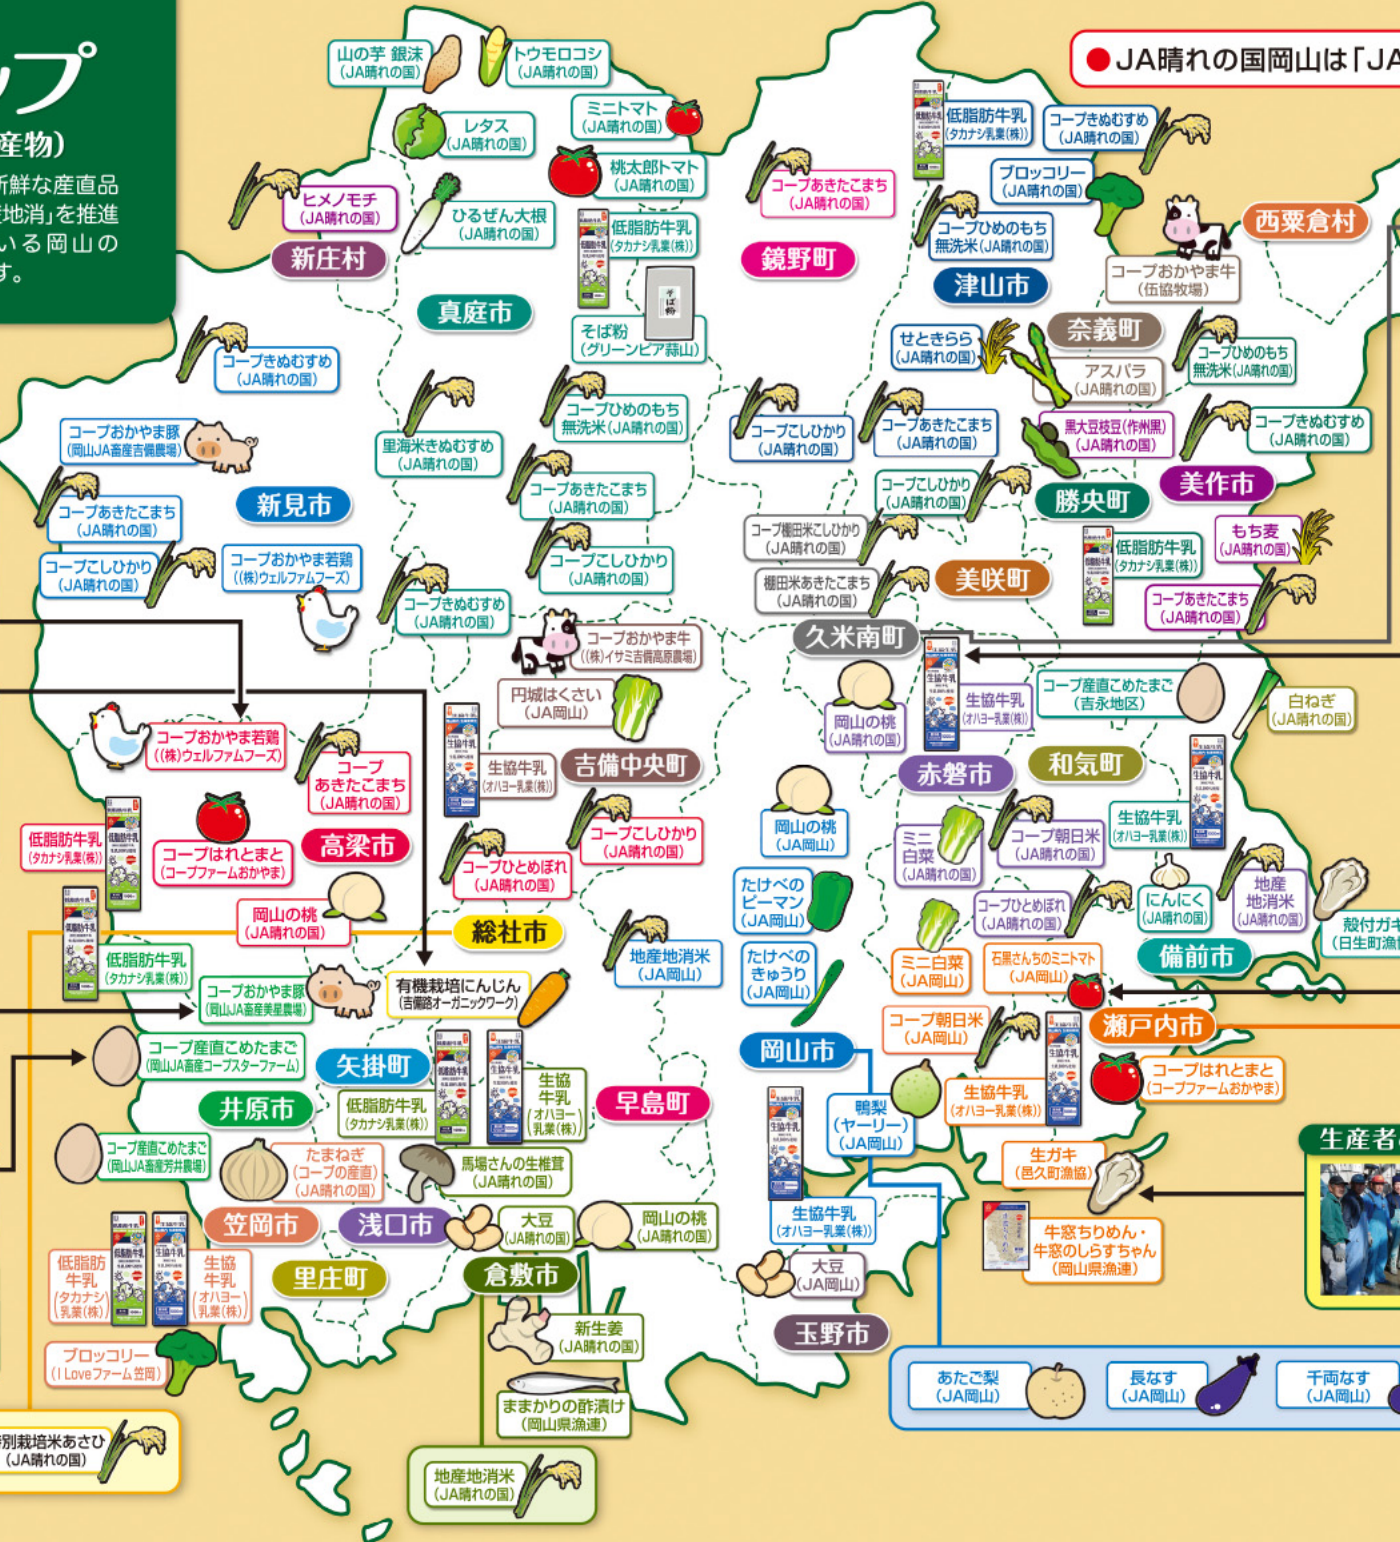 ップ
産物)
新鮮な産直品
産地消」を推進
いる岡山の
す。
●JA晴れの国岡山は「JA
山の芋 銀沫
(JA晴れの国)
トウモロコシ
(JA晴れの国)
レタス
(JA晴れの国)
ミニトマト
(JA晴れの国)
桃太郎トマト
(JA晴れの国)
ヒメノモチ
(JA晴れの国)
新庄村
ひるぜん大根
(JA晴れの国)
低脂肪牛乳
(タカナシ乳業(株))
真庭市
そば粉
そば粉
(グリーンピア蒜山)
コープあきたこまち
(JA晴れの国)
鏡野町
低脂肪牛乳
(タカナシ乳業(株))
コープきぬむすめ
(JA晴れの国)
ブロッコリー
(JA晴れの国)
コープひめのもち
無洗米(JA晴れの国)
津山市
西粟倉村
コープおかやま牛
(伍協牧場)
奈義町
せときらら
(JA晴れの国)
アスパラ
(JA晴れの国)
コープひめのもち
無洗米(JA晴れの国)
コープきぬむすめ
(JA晴れの国)
コープおかやま豚
(岡山JA畜産吉備農場)
里海米きぬむすめ
(JA晴れの国)
コープひめのもち
無洗米(JA晴れの国)
コープこしひかり
(JA晴れの国)
コープあきたこまち
(JA晴れの国)
黒大豆枝豆(作州黒)
(JA晴れの国)
コープきぬむすめ
(JA晴れの国)
新見市
コープあきたこまち
(JA晴れの国)
コープあきたこまち
(JA晴れの国)
コープこしひかり
(JA晴れの国)
勝央町
美作市
コープこしひかり
(JA晴れの国)
コープおかやま若鶏
((株)ウェルファムフーズ)
コープこしひかり
(JA晴れの国)
コープ棚田米こしひかり
(JA晴れの国)
低脂肪牛乳
(タカナシ乳業(株))
もち麦
(JA晴れの国)
コープきぬむすめ
(JA晴れの国)
棚田米あきたこまち
(JA晴れの国)
美咲町
コープあきたこまち
(JA晴れの国)
久米南町
コープおかやま牛
((株)イサミ吉備高原農場)
円城はくさい
(JA岡山)
岡山の桃
(JA晴れの国)
生協牛乳
(オハヨー乳業(株))
コープ産直こめたまご
(吉永地区)
白ねぎ
(JA晴れの国)
コープおかやま若鶏
((株)ウェルファムフーズ)
コープ
あきたこまち
(JA晴れの国)
生協牛乳
(オハヨー乳業(株))
吉備中央町
赤磐市
和気町
低脂肪牛乳
(タカナシ乳業(株))
コープはれとまと
(コープファームおかやま)
高梁市
コープひとめぼれ
(JA晴れの国)
コープこしひかり
(JA晴れの国)
岡山の桃
(JA岡山)
ミニ
白菜
(JA晴れの国)
コープ朝日米
(JA晴れの国)
生協牛乳
(オハヨー乳業(株))
たけべの
ピーマン
(JA岡山)
コープひとめぼれ
(JA晴れの国)
にんにく
(JA晴れの国)
地産
地消米
(JA晴れの国)
殻付ガキ
(日生町漁協
岡山の桃
(JA晴れの国)
総社市
地産地消米
(JA岡山)
たけべの
きゅうり
(JA岡山)
ミニ白菜
(JA岡山)
石黒さんちのミニトマト
(JA岡山)
備前市
低脂肪牛乳
(タカナシ乳業(株))
コープおかやま豚
(岡山JA畜産美星農場)
有機栽培にんじん
(吉備路オーガニックワーク)
コープ朝日米
(JA岡山)
瀬戸内市
コープ産直こめたまご
(岡山JA畜産コープスターファーム)
矢掛町
岡山市
生協牛乳
(オハヨー乳業(株))
コープはれとまと
(コープファームおかやま)
井原市
低脂肪牛乳
(タカナシ乳業(株))
生協
牛乳
(オハヨー
乳業(株))
早島町
鴨梨
(ヤーリー)
(JA岡山)
コープ産直こめたまご
(岡山JA畜産芳井農場)
たまねぎ
(コープの産直)
(JA晴れの国)
馬場さんの生椎茸
(JA晴れの国)
生ガキ
(邑久町漁協)
生産者
笠岡市
浅口市
大豆
(JA晴れの国)
岡山の桃
(JA晴れの国)
生協牛乳
(オハヨー乳業(株))
牛窓ちりめん・
牛窓のしらすちゃん
(岡山県漁連)
低脂肪
牛乳
(タカナシ
乳業(株))
生協
牛乳
(オハヨー
乳業(株))
里庄町
倉敷市
大豆
(JA岡山)
玉野市
ブロッコリー
(I Loveファーム笠岡)
新生姜
(JA晴れの国)
ままかりの酢漬け
(岡山県漁連)
あたご梨
(JA岡山)
長なす
(JA岡山)
千両なす
(JA岡山)
別栽培米あさひ
(JA晴れの国)
地産地消米
(JA晴れの国)